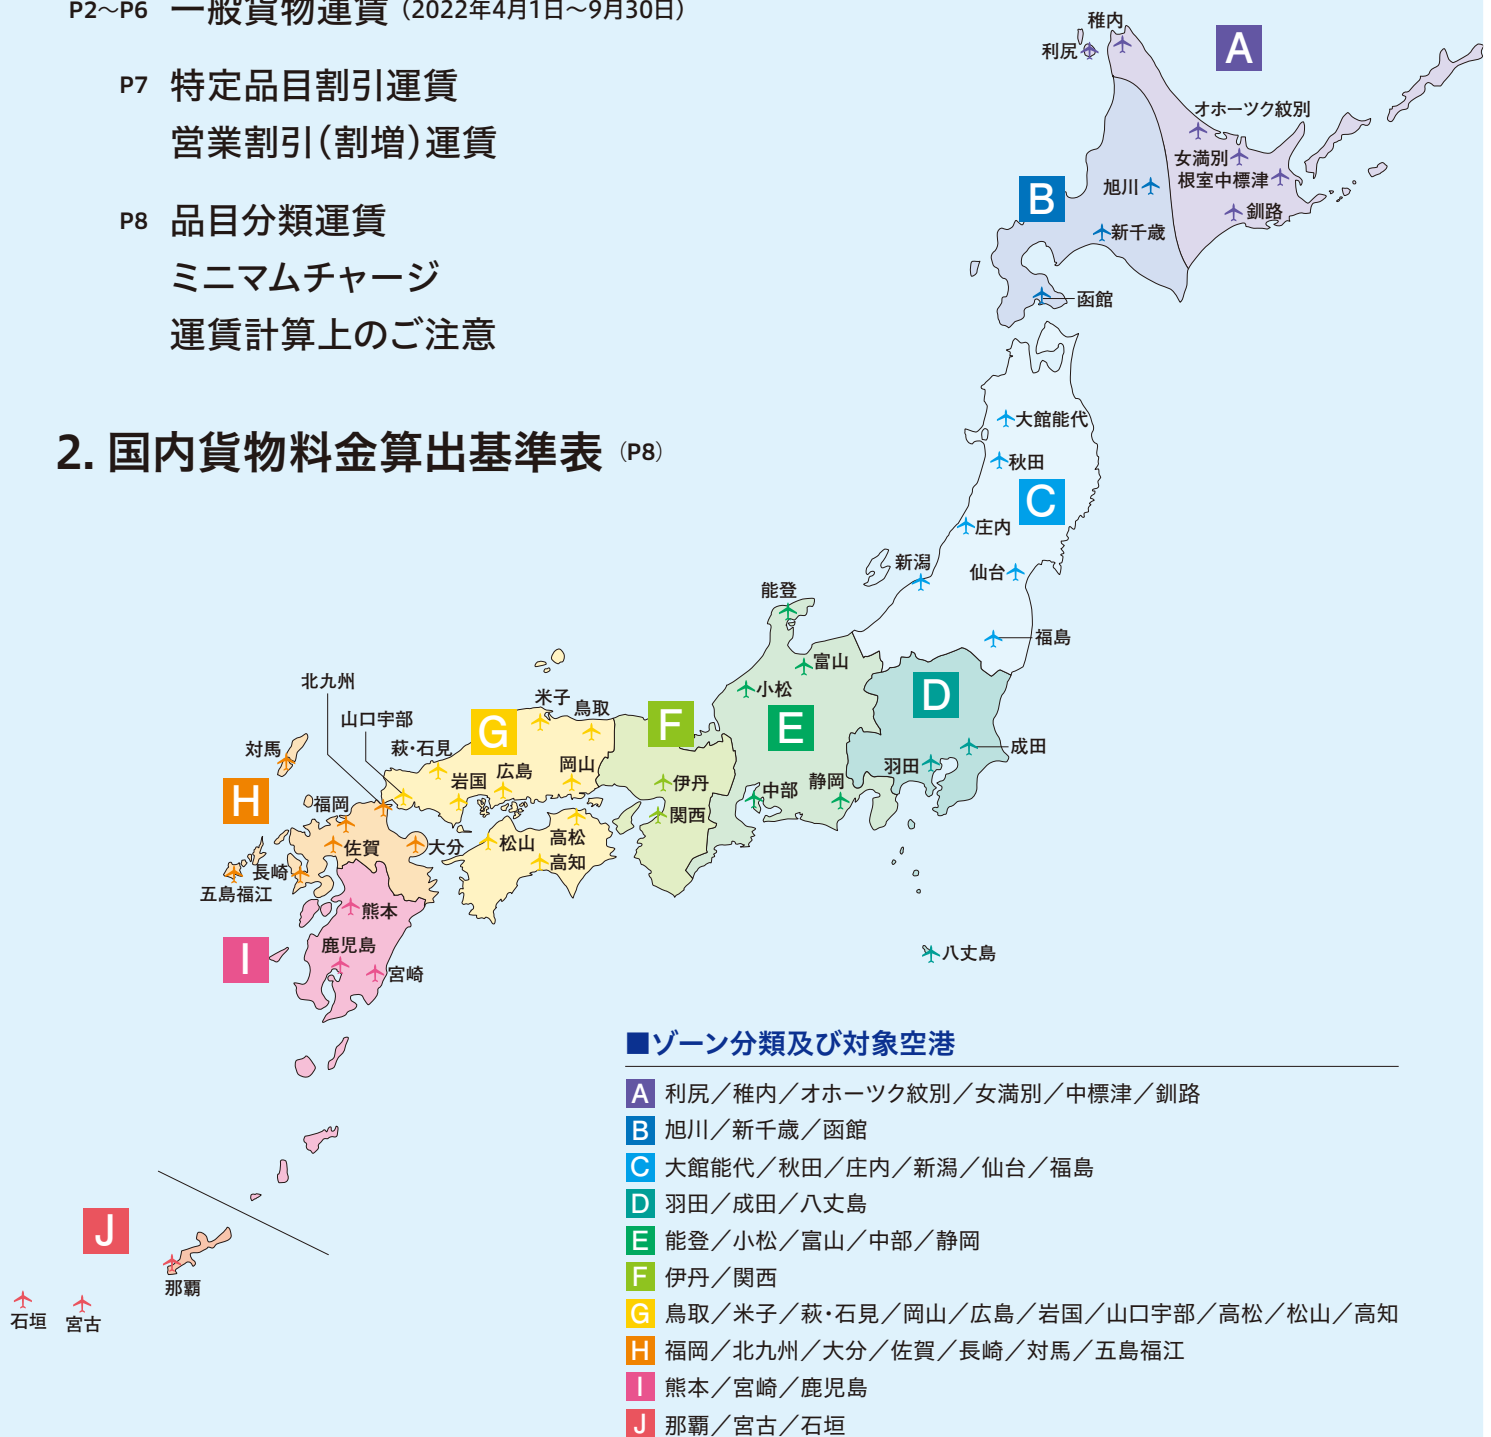 P2〜P6 一般貨物運賃（2022年4月1日〜9月30日）
P7 特定品目割引運賃
営業割引（割増）運賃
P8 品目分類運賃
ミニマムチャージ
運賃計算上のご注意
2. 国内貨物料金算出基準表（P8）
稚内
利尻
A
オホーツク紋別
女満別
根室中標津
釧路
B
旭川
新千歳
函館
大館能代
秋田
C
庄内
新潟
仙台
福島
能登
富山
小松
D
E
成田
羽田
中部
静岡
八丈島
F
伊丹
関西
G
米子
鳥取
萩・石見
岩国
広島
岡山
松山
高松
高知
北九州
山口宇部
対馬
H
福岡
佐賀
大分
長崎
五島福江
熊本
I
鹿児島
宮崎
J
那覇
石垣
宮古
■ゾーン分類及び対象空港
A 利尻／稚内／オホーツク紋別／女満別／中標津／釧路
B 旭川／新千歳／函館
C 大館能代／秋田／庄内／新潟／仙台／福島
D 羽田／成田／八丈島
E 能登／小松／富山／中部／静岡
F 伊丹／関西
G 鳥取／米子／萩・石見／岡山／広島／岩国／山口宇部／高松／松山／高知
H 福岡／北九州／大分／佐賀／長崎／対馬／五島福江
I 熊本／宮崎／鹿児島
J 那覇／宮古／石垣